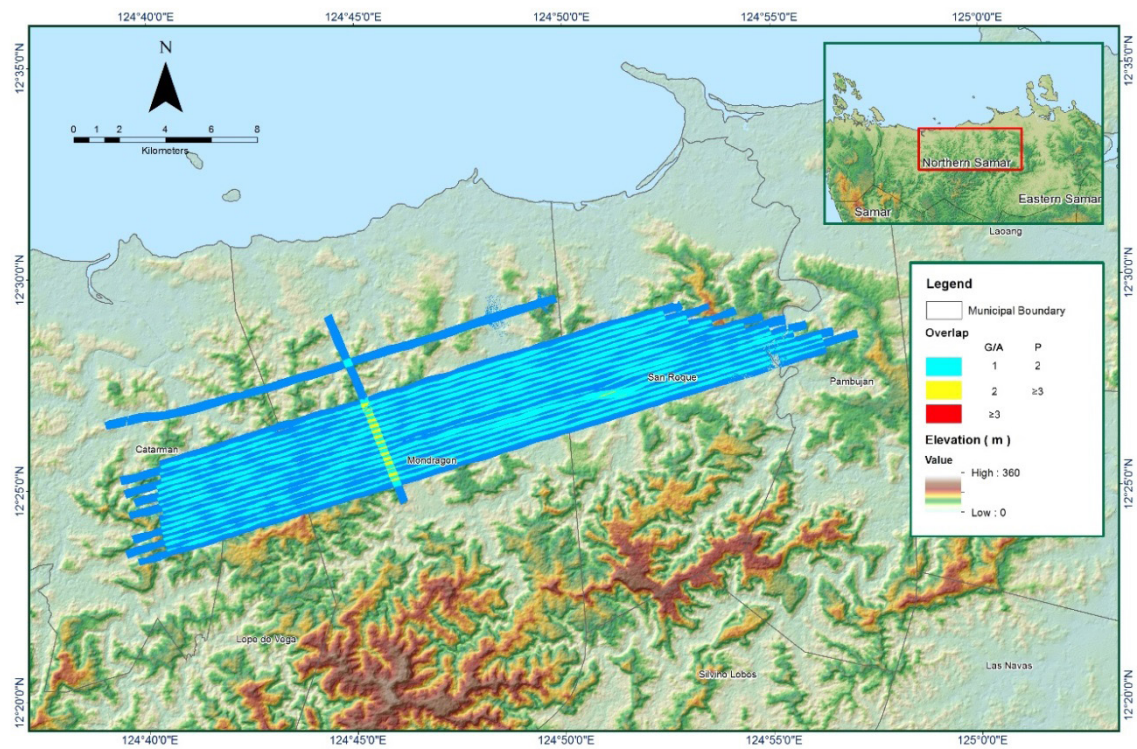 124°40'0"E
124°45'0"E
124°50'0"E
124°55'0"E
125°0'0"E
12°35'0"N
12°35'0"N
N
0 1 2 4 6 8
Kilometers
Northern Samar
Eastern Samar
Samar
Laoang
12°30'0"N
12°30'0"N
Legend
Municipal Boundary
Overlap
G/A P
1 2
2 ≥3
≥3
Elevation ( m )
Value
High : 360
Low : 0
San Roque
Pambujan
Catarman
Mondragon
12°25'0"N
12°25'0"N
Lope de Vega
Silvino Lobos
Las Navas
12°20'0"N
12°20'0"N
124°40'0"E
124°45'0"E
124°50'0"E
124°55'0"E
125°0'0"E